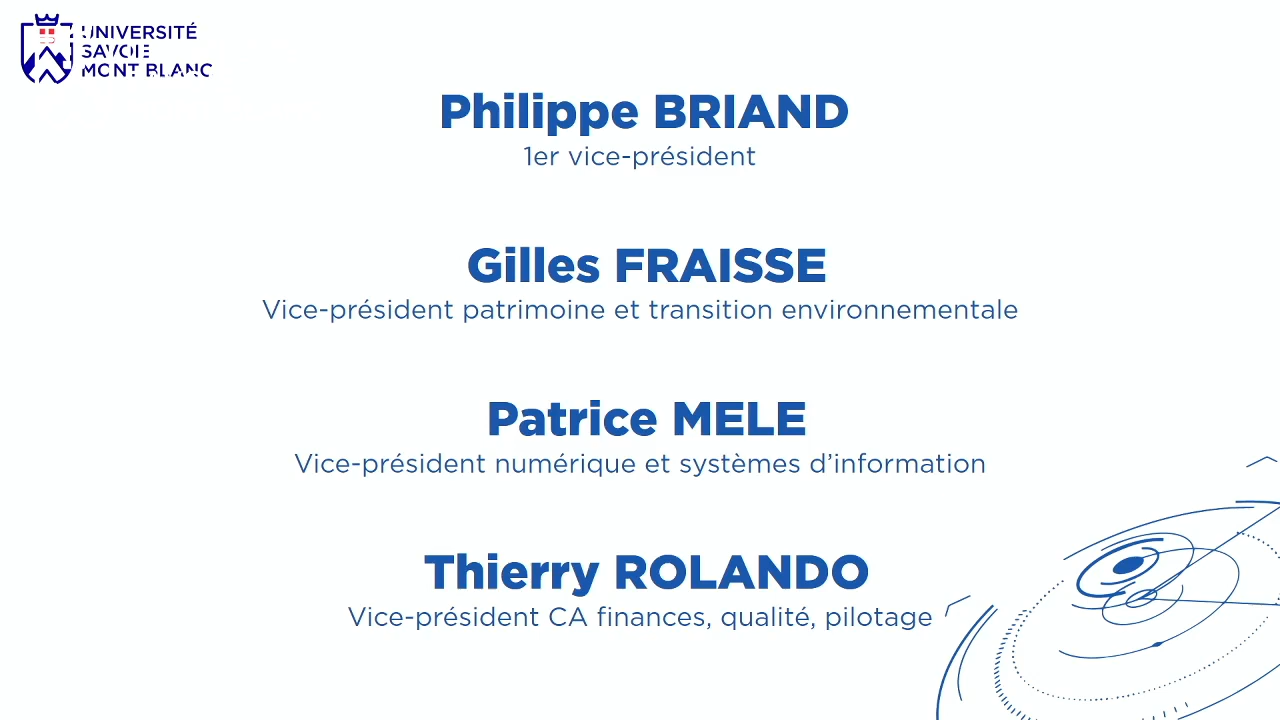 UNIVERSITÉ
SAVOIE
MONT BLANC
Philippe BRIAND
1er vice-président
Gilles FRAISSE
Vice-président patrimoine et transition environnementale
Patrice MELE
Vice-président numérique et systèmes d’information
Thierry ROLANDO
Vice-président CA finances, qualité, pilotage